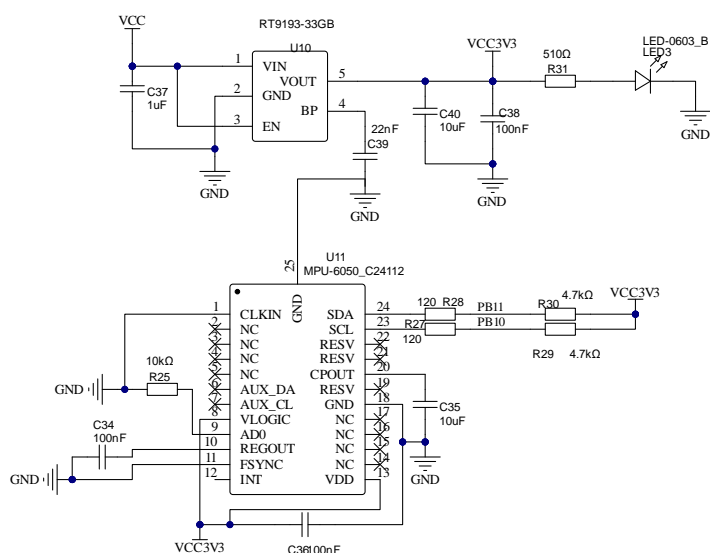 RT9193-33GB
VCC
U10
LED-0603_B
LED3
VCC3V3
510Ω
R31
1
VIN
VOUT
5
2
GND
BP
4
3
EN
C37
1uF
22nF
C39
C40
10uF
C38
100nF
GND
GND
GND
GND
25
U11
MPU-6050_C24112
GND
1
CLKIN
SDA
24
120
R28
PB11
R30
4.7kΩ
VCC3V3
2
NC
SCL
23
R27
120
PB10
R29
4.7kΩ
3
NC
RESV
22
4
NC
RESV
21
5
NC
CPOUT
20
6
AUX_DA
RESV
19
7
AUX_CL
GND
18
8
VLOGIC
NC
17
9
AD0
NC
16
10
REGOUT
NC
15
11
FSYNC
NC
14
12
INT
VDD
13
10kΩ
R25
GND
C34
100nF
GND
C35
10uF
GND
VCC3V3
C36
100nF